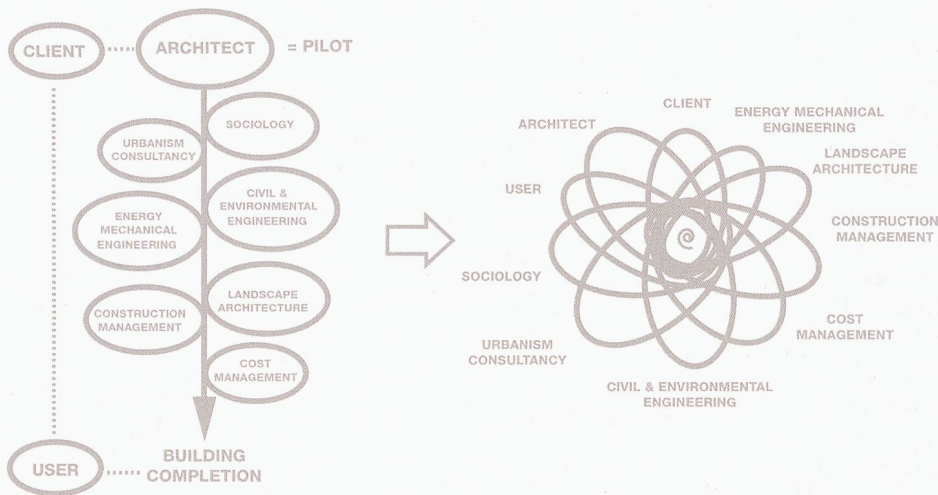 CLIENT
ARCHITECT
= PILOT
SOCIOLOGY
URBANISM
CONSULTANCY
CIVIL &
ENVIRONMENTAL
ENGINEERING
ENERGY
MECHANICAL
ENGINEERING
LANDSCAPE
ARCHITECTURE
CONSTRUCTION
MANAGEMENT
COST
MANAGEMENT
USER
BUILDING
COMPLETION
CLIENT
ENERGY MECHANICAL
ENGINEERING
ARCHITECT
LANDSCAPE
ARCHITECTURE
USER
CONSTRUCTION
MANAGEMENT
@
SOCIOLOGY
COST
MANAGEMENT
URBANISM
CONSULTANCY
CIVIL & ENVIRONMENTAL
ENGINEERING